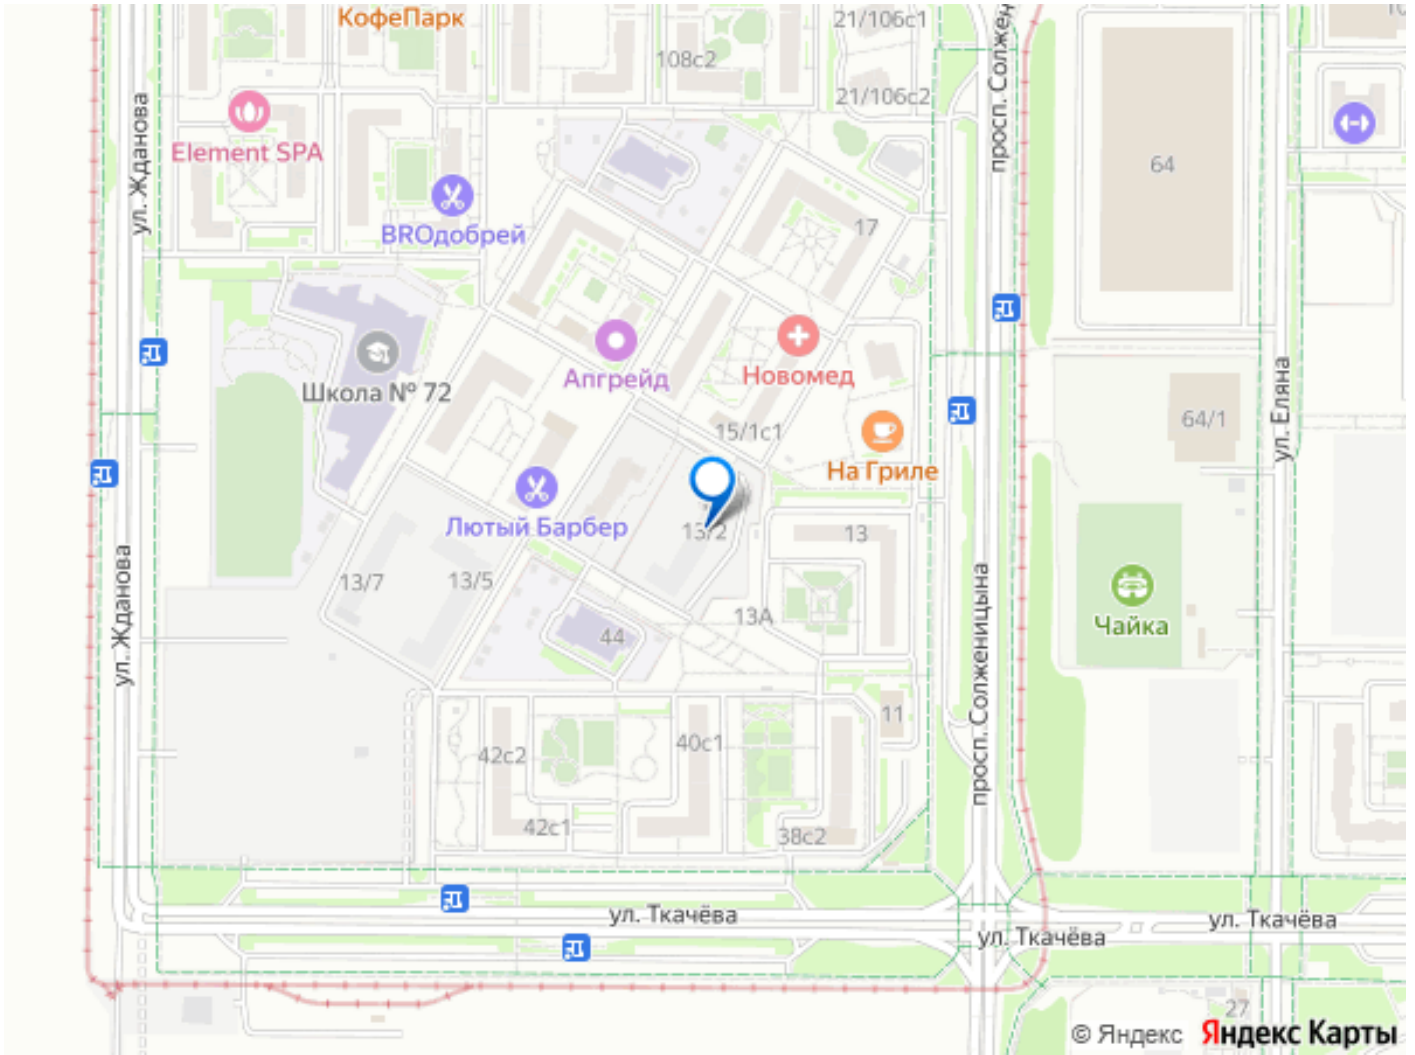 КофеПарк
21/106с1
просп. Солжен
108с2
21/106с2
ул. Жданова
Element SPA
64
BROдобрей
17
Школа № 72
Апгрейд
Новомед
64/1
ул. Еляна
15/1с1
На Гриле
Лютый Барбер
13/2
13
13/7
13/5
ул. Жданова
13А
44
просп. Солженицына
Чайка
42с2
40с1
11
42с1
38с2
ул. Ткачёва
ул. Ткачёва
ул. Ткачёва
27
© Яндекс Яндекс Карты